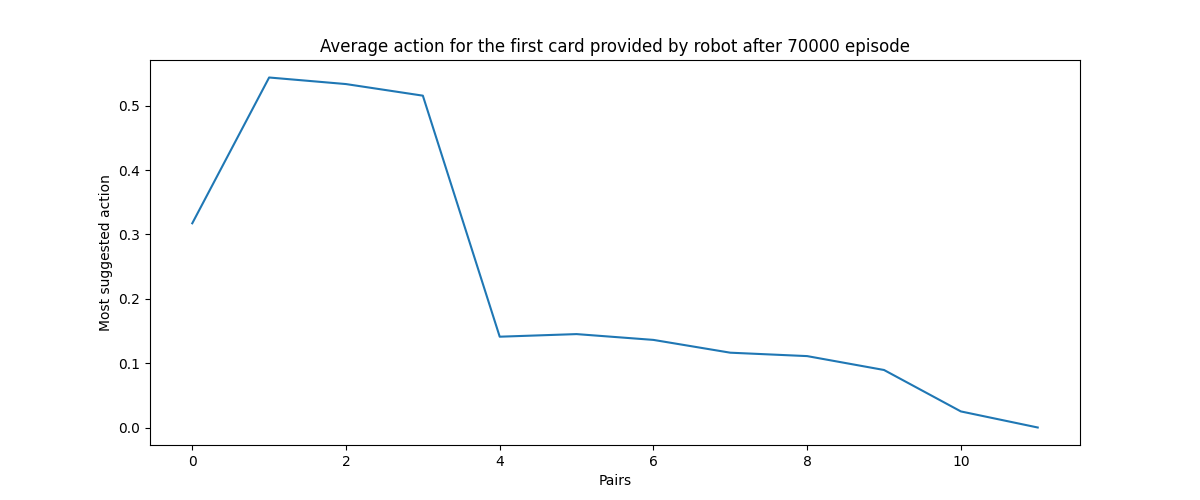 Average action for the first card provided by robot after 70000 episode
Most suggested action
0.5
0.4
0.3
0.2
0.1
0.0
0 2 4 6 8 10
Pairs